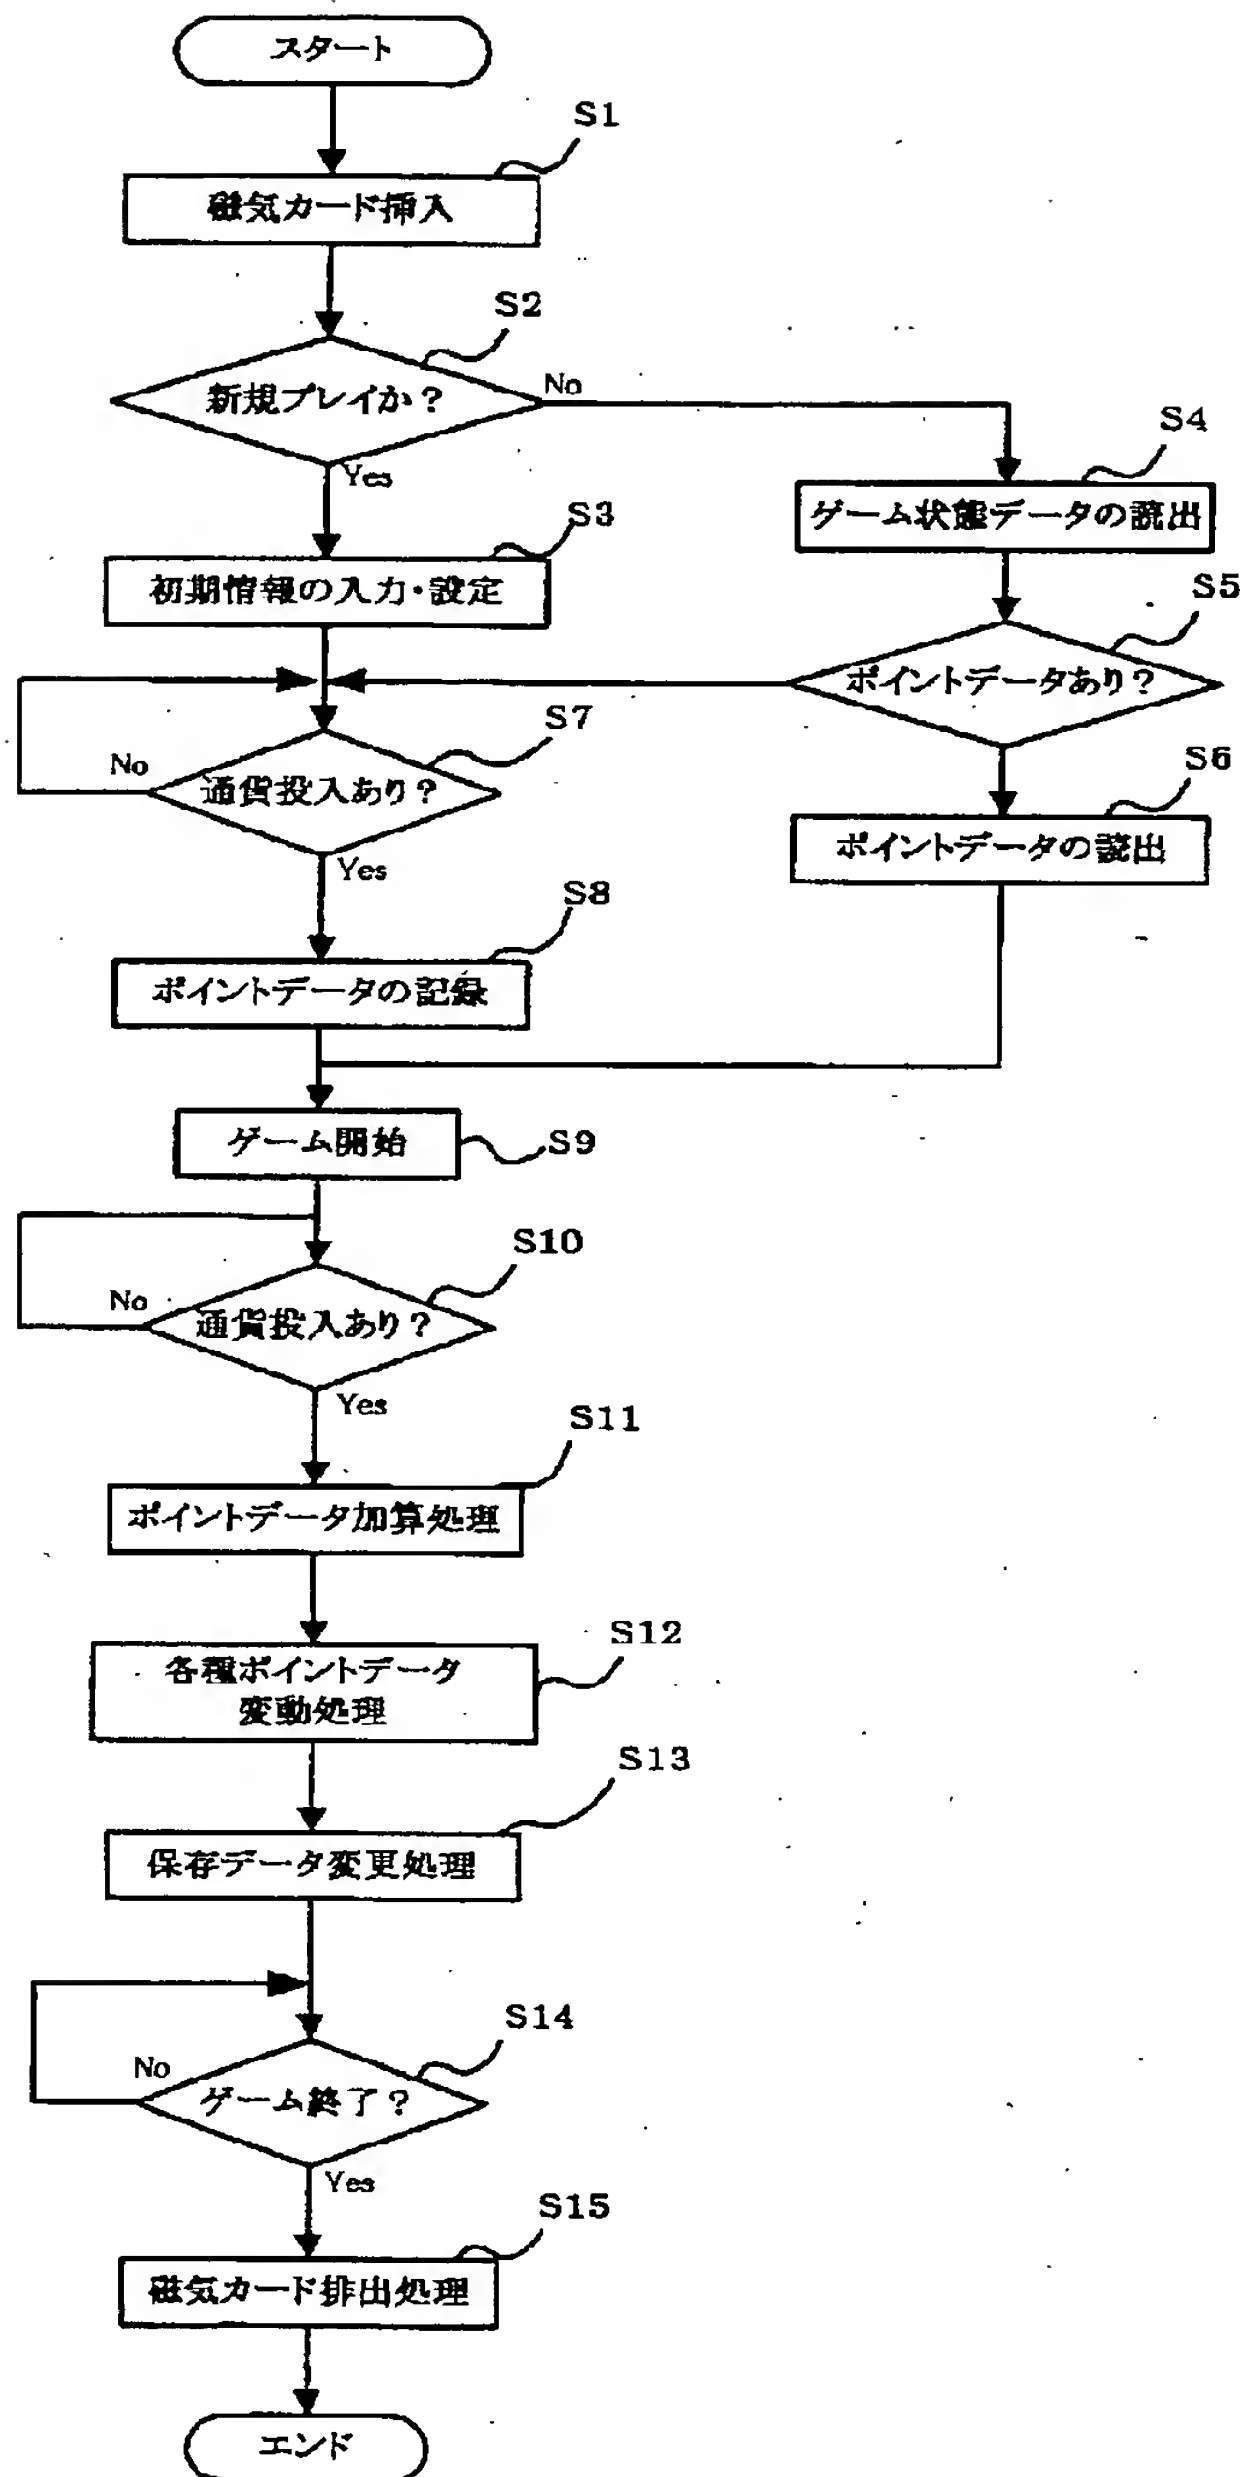 スタート
S1
磁気カード挿入
S2
新規プレイか？
No
Yes
S4
ゲーム状態データの読出
S3
初期情報の入力・設定
S5
ポイントデータあり？
S7
通貨投入あり？
No
Yes
S6
ポイントデータの読出
S8
ポイントデータの記録
ゲーム開始
S9
S10
通貨投入あり？
No
Yes
S11
ポイントデータ加算処理
S12
各種ポイントデータ
変動処理
S13
保存データ変更処理
S14
No
ゲーム終了？
Yes
S15
磁気カード排出処理
エンド